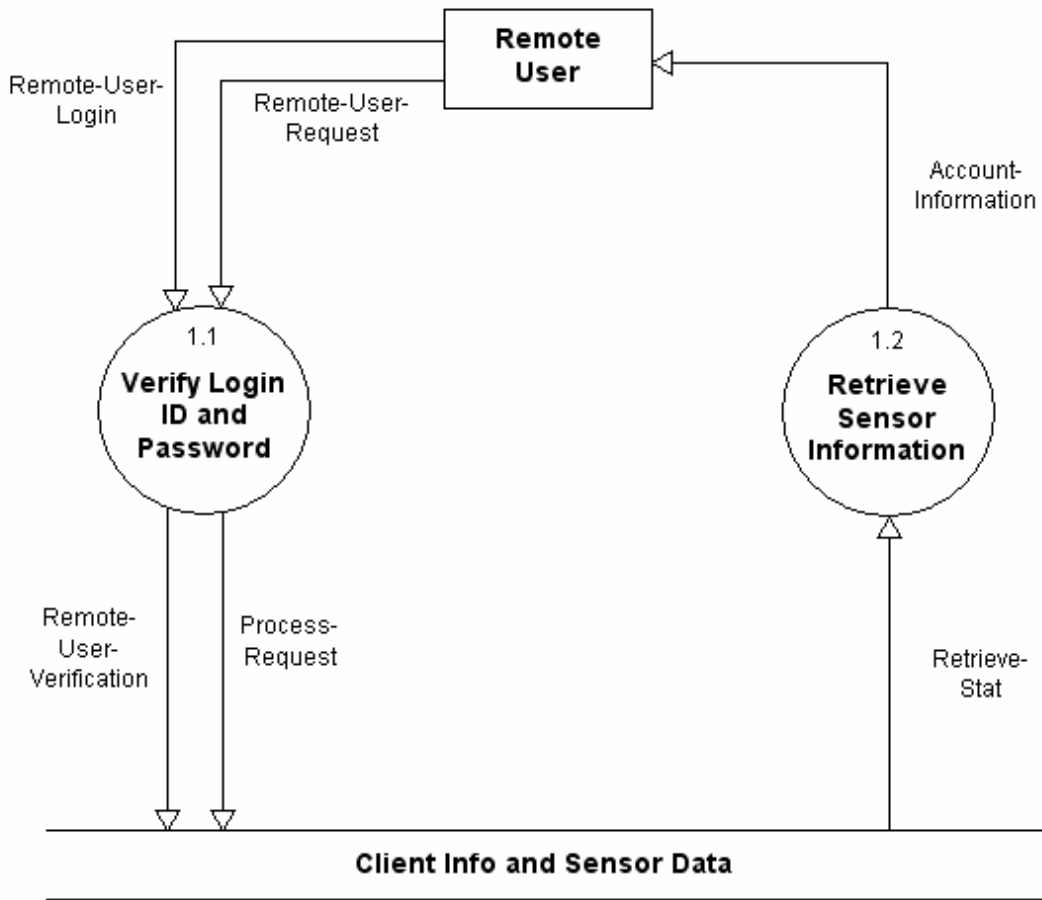 Remote
User
Remote-User-
Login
Remote-User-
Request
Account-
Information
1.1
Verify Login
ID and
Password
1.2
Retrieve
Sensor
Information
Remote-
User-
Verification
Process-
Request
Retrieve-
Stat
Client Info and Sensor Data